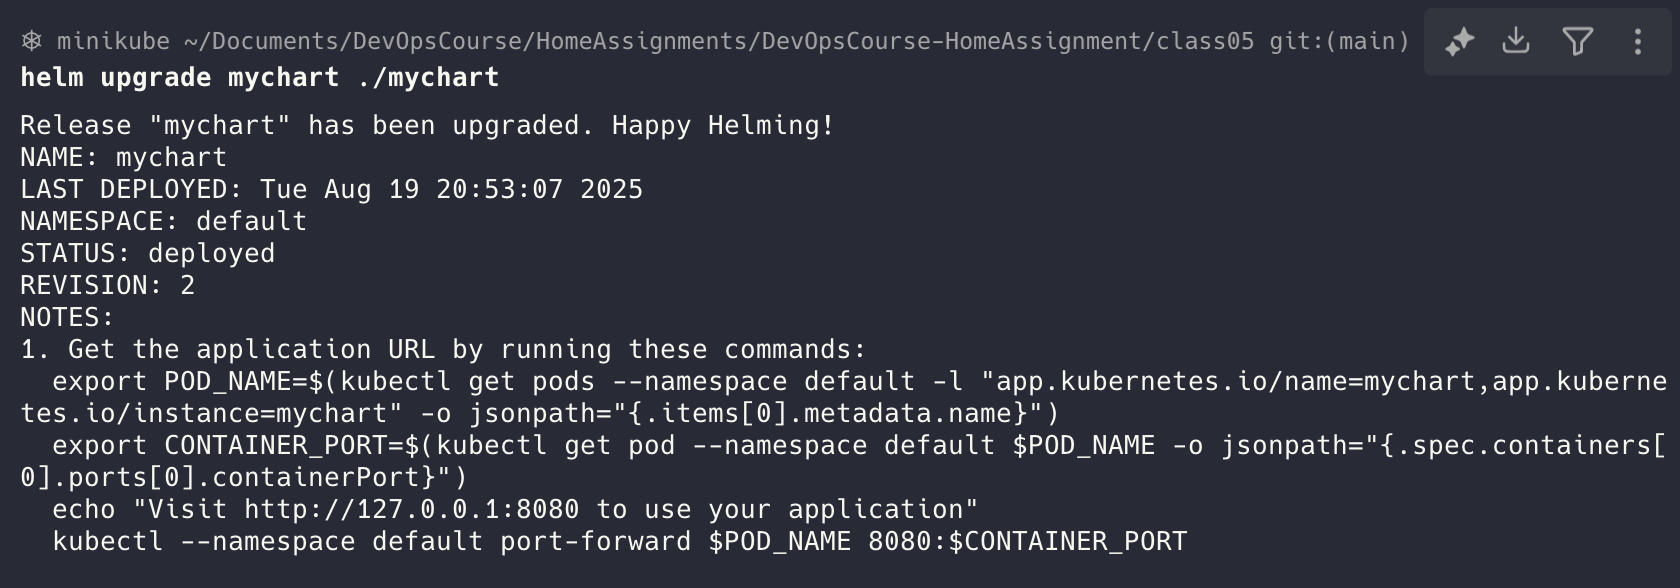 minikube ~/Documents/DevOpsCourse/HomeAssignments/DevOpsCourse-HomeAssignment/class05 git:(main)
helm upgrade mychart ./mychart
Release "mychart" has been upgraded. Happy Helming!
NAME: mychart
LAST DEPLOYED: Tue Aug 19 20:53:07 2025
NAMESPACE: default
STATUS: deployed
REVISION: 2
NOTES:
1. Get the application URL by running these commands:
  export POD_NAME=$(kubectl get pods --namespace default -l "app.kubernetes.io/name=mychart,app.kuberne
tes.io/instance=mychart" -o jsonpath="{.items[0].metadata.name}")
  export CONTAINER_PORT=$(kubectl get pod --namespace default $POD_NAME -o jsonpath="{.spec.containers[
0].ports[0].containerPort}")
  echo "Visit http://127.0.0.1:8080 to use your application"
  kubectl --namespace default port-forward $POD_NAME 8080:$CONTAINER_PORT